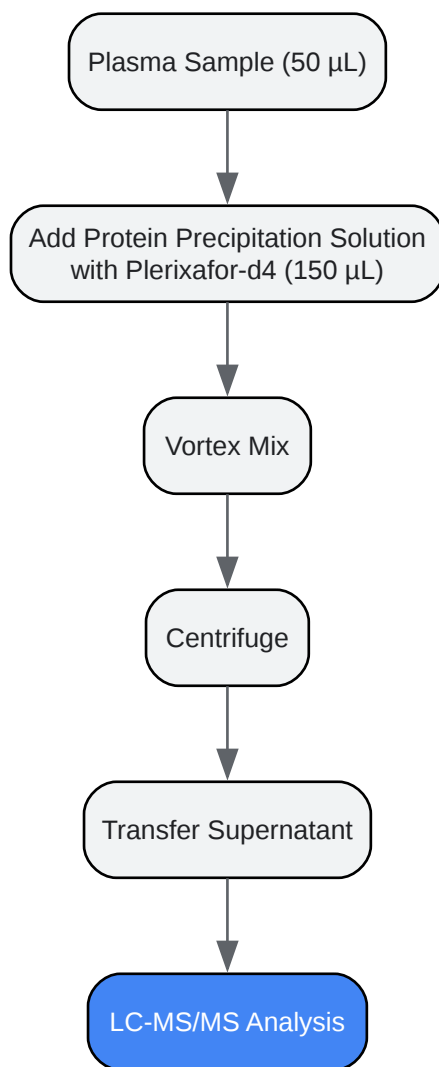 Plasma Sample (50 µL)
Add Protein Precipitation Solution
with Plerixafor-d4 (150 µL)
Vortex Mix
Centrifuge
Transfer Supernatant
LC-MS/MS Analysis